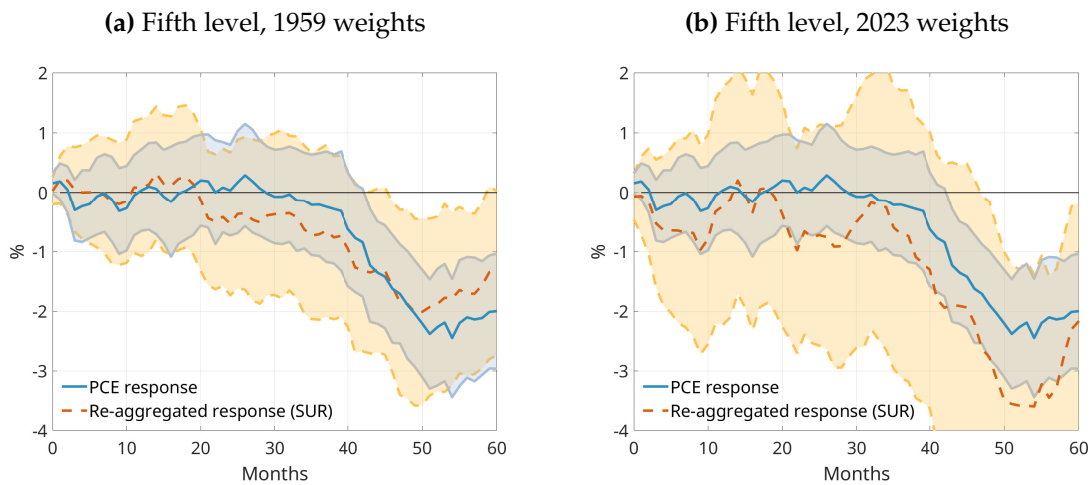 (a) Fifth level, 1959 weights
2
1
0
-1
-2
-3
-4
%
PCE response
Re-aggregated response (SUR)
0 10 20 30 40 50 60
Months
(b) Fifth level, 2023 weights
2
1
0
-1
-2
-3
-4
%
PCE response
Re-aggregated response (SUR)
0 10 20 30 40 50 60
Months